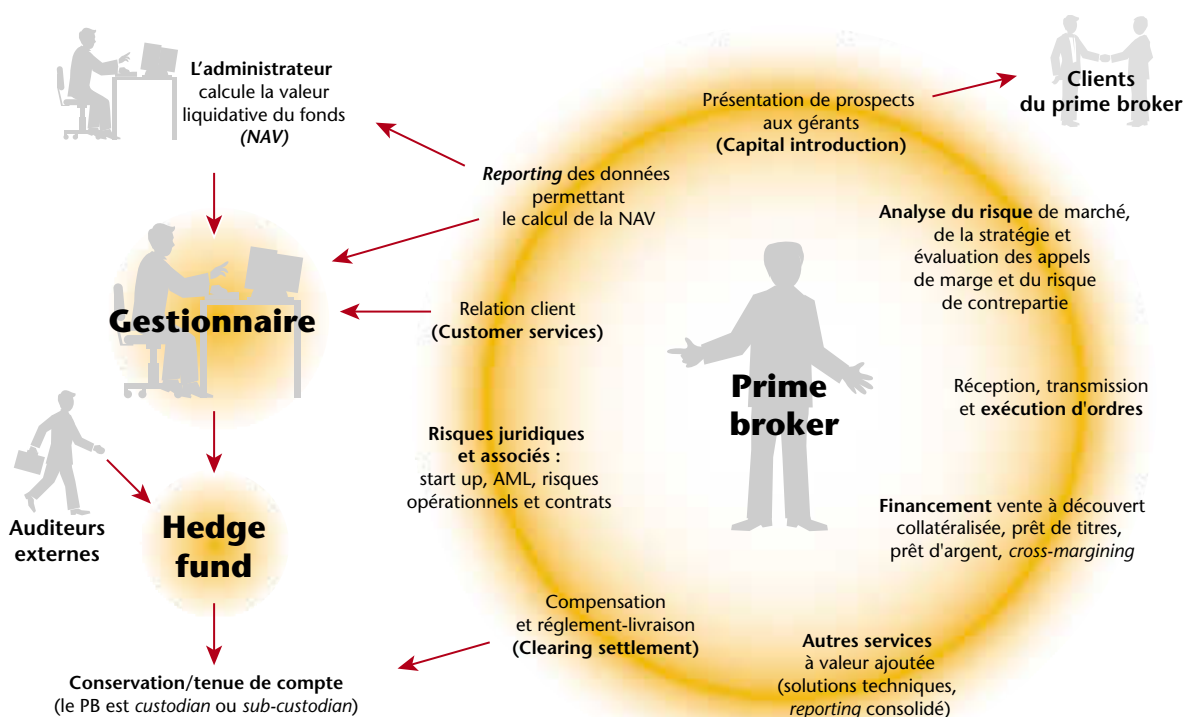 L'administrateur
calcule la valeur
liquidative du fonds
(NAV)
Présentation de prospects
aux gérants
(Capital introduction)
Clients
du prime broker
Reporting des données
permettant
le calcul de la NAV
Analyse du risque de marché,
de la stratégie et
évaluation des appels
de marge et du risque
de contrepartie
Gestionnaire
Relation client
(Customer services)
Prime
broker
Réception, transmission
et exécution d'ordres
Risques juridiques
et associés :
start up, AML, risques
opérationnels et contrats
Auditeurs
externes
Hedge
fund
Financement vente à découvert
collatéralisée, prêt de titres,
prêt d'argent, cross-margining
Compensation
et réglement-livraison
(Clearing settlement)
Autres services
à valeur ajoutée
(solutions techniques,
reporting consolidé)
Conservation/tenue de compte
(le PB est custodian ou sub-custodian)